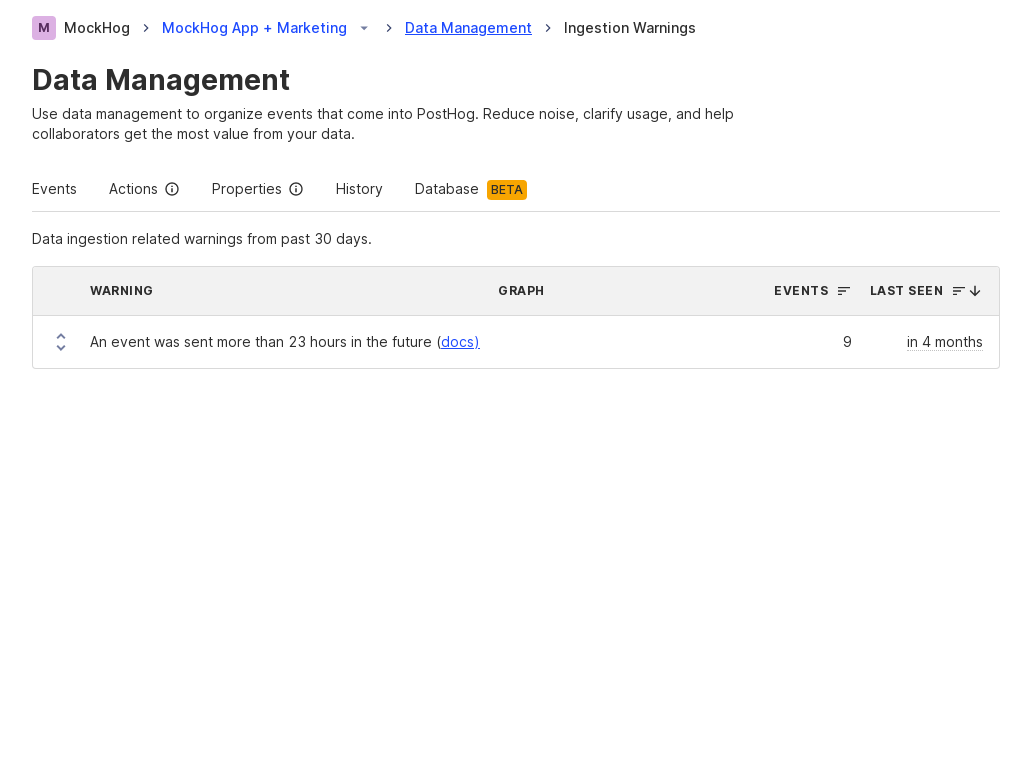 M MockHog MockHog App + Marketing Data Management Ingestion Warnings
Data Management
Use data management to organize events that come into PostHog. Reduce noise, clarify usage, and help
collaborators get the most value from your data.
Events Actions Properties History Database BETA
Data ingestion related warnings from past 30 days.
WARNING GRAPH EVENTS LAST SEEN
An event was sent more than 23 hours in the future (docs) 9 in 4 months